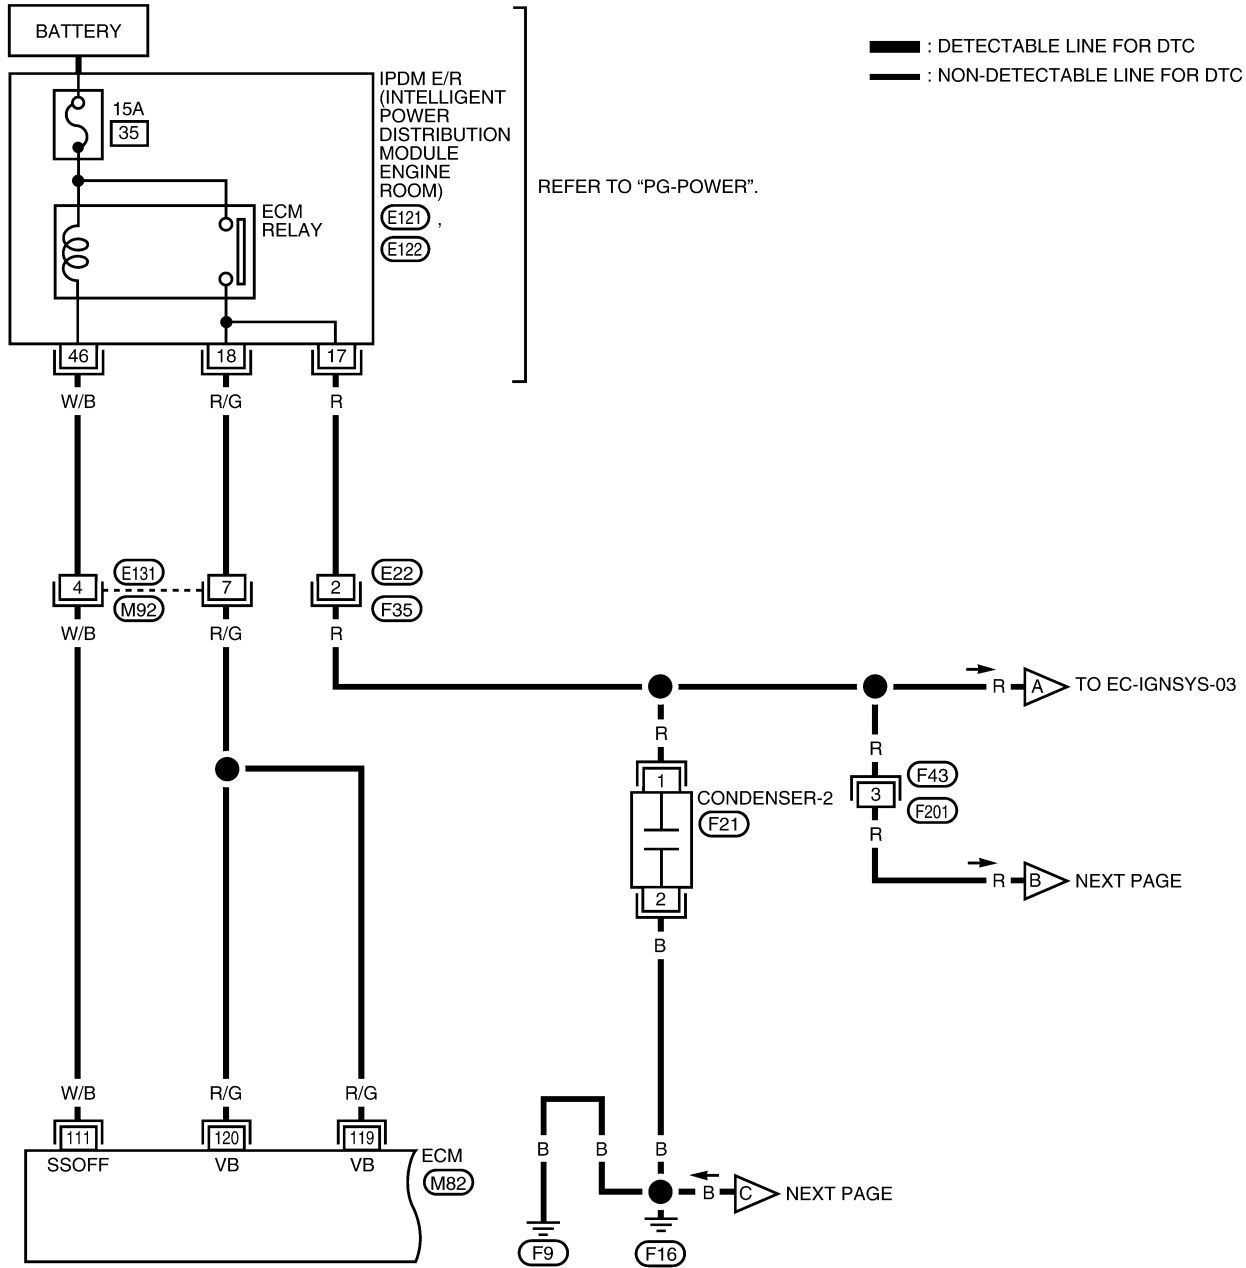 BATTERY
: DETECTABLE LINE FOR DTC
: NON-DETECTABLE LINE FOR DTC
15A
35
IPDM E/R
(INTELLIGENT
POWER
DISTRIBUTION
MODULE
ENGINE
ROOM)
E121 ,
E122
REFER TO “PG-POWER”.
ECM
RELAY
46 18 17
W/B R/G R
4 E131 7 2 E22
M92 F35
W/B R/G R
R A TO EC-IGNSYS-03
R R
1 3 F43
CONDENSER-2 F201
F21
R
2
R B NEXT PAGE
B
W/B R/G R/G
111 120 119
SSOFF VB VB
ECM
M82
B B B
B C NEXT PAGE
F9 F16